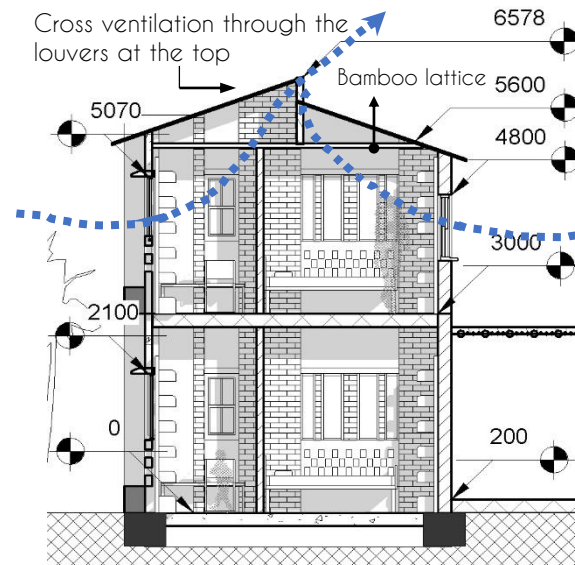 Cross ventilation through the
louvers at the top
6578
Bamboo lattice
5070
5600
4800
3000
2100
0
200